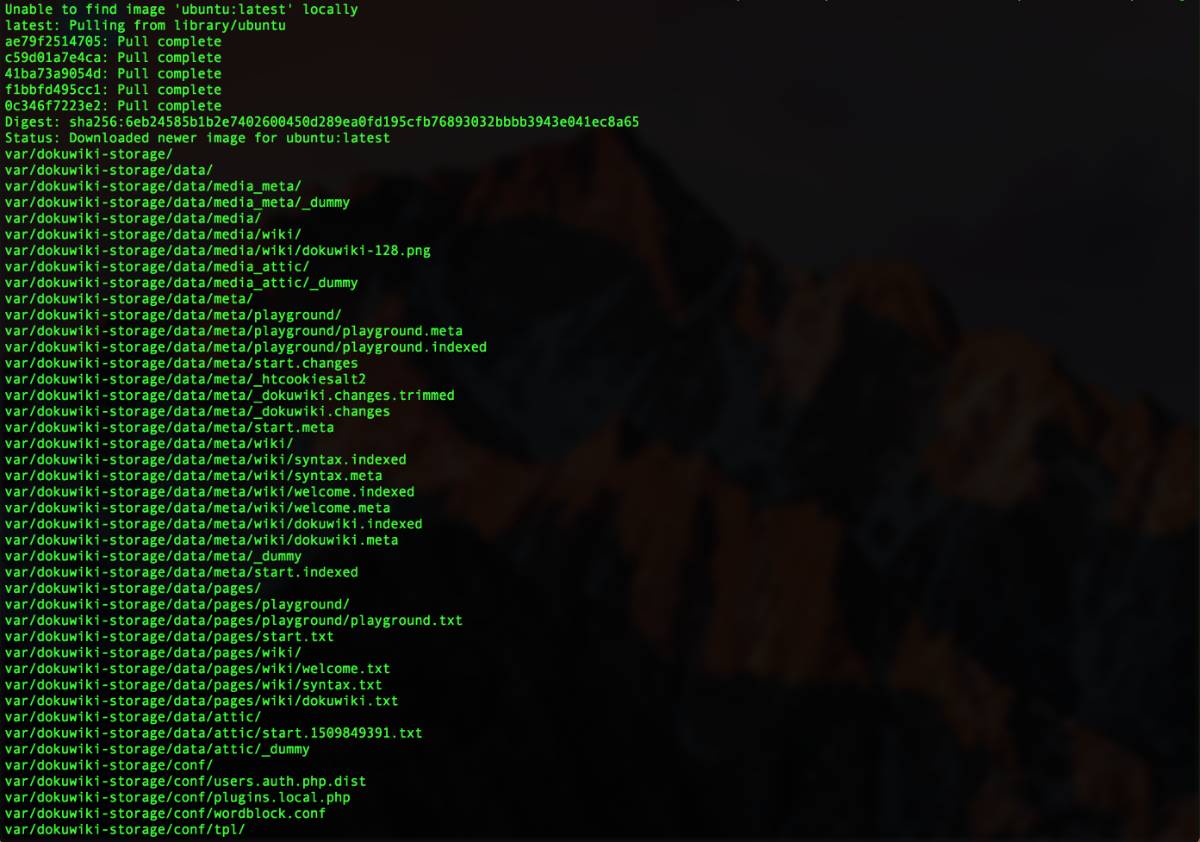 Unable to find image 'ubuntu:latest' locally
latest: Pulling from library/ubuntu
ae79f2514705: Pull complete
c59d01a7e4ca: Pull complete
41ba73a9054d: Pull complete
f1bbfd495cc1: Pull complete
0c346f7223e2: Pull complete
Digest: sha256:6eb24585b1b2e7402600450d289ea0fd195cfb76893032bbbb3943e041ec8a65
Status: Downloaded newer image for ubuntu:latest
var/dokuwiki-storage/
var/dokuwiki-storage/data/
var/dokuwiki-storage/data/media_meta/
var/dokuwiki-storage/data/media_meta/_dummy
var/dokuwiki-storage/data/media/
var/dokuwiki-storage/data/media/wiki/
var/dokuwiki-storage/data/media/wiki/dokuwiki-128.png
var/dokuwiki-storage/data/media_attic/
var/dokuwiki-storage/data/media_attic/_dummy
var/dokuwiki-storage/data/meta/
var/dokuwiki-storage/data/meta/playground/
var/dokuwiki-storage/data/meta/playground/playground.meta
var/dokuwiki-storage/data/meta/playground/playground.indexed
var/dokuwiki-storage/data/meta/start.changes
var/dokuwiki-storage/data/meta/_htcookiesalt2
var/dokuwiki-storage/data/meta/_dokuwiki.changes.trimmed
var/dokuwiki-storage/data/meta/_dokuwiki.changes
var/dokuwiki-storage/data/meta/start.meta
var/dokuwiki-storage/data/meta/wiki/
var/dokuwiki-storage/data/meta/wiki/syntax.indexed
var/dokuwiki-storage/data/meta/wiki/syntax.meta
var/dokuwiki-storage/data/meta/wiki/welcome.indexed
var/dokuwiki-storage/data/meta/wiki/welcome.meta
var/dokuwiki-storage/data/meta/wiki/dokuwiki.indexed
var/dokuwiki-storage/data/meta/wiki/dokuwiki.meta
var/dokuwiki-storage/data/meta/_dummy
var/dokuwiki-storage/data/meta/start.indexed
var/dokuwiki-storage/data/pages/
var/dokuwiki-storage/data/pages/playground/
var/dokuwiki-storage/data/pages/playground/playground.txt
var/dokuwiki-storage/data/pages/start.txt
var/dokuwiki-storage/data/pages/wiki/
var/dokuwiki-storage/data/pages/wiki/welcome.txt
var/dokuwiki-storage/data/pages/wiki/syntax.txt
var/dokuwiki-storage/data/pages/wiki/dokuwiki.txt
var/dokuwiki-storage/data/attic/
var/dokuwiki-storage/data/attic/start.1509849391.txt
var/dokuwiki-storage/data/attic/_dummy
var/dokuwiki-storage/conf/
var/dokuwiki-storage/conf/users.auth.php.dist
var/dokuwiki-storage/conf/plugins.local.php
var/dokuwiki-storage/conf/wordblock.conf
var/dokuwiki-storage/conf/tpl/